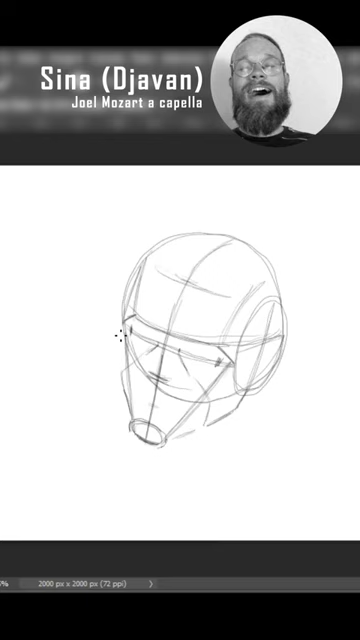 Sina (Djavan)
Joel Mozart a capella
2000 px x 2000 px (72 ppi)